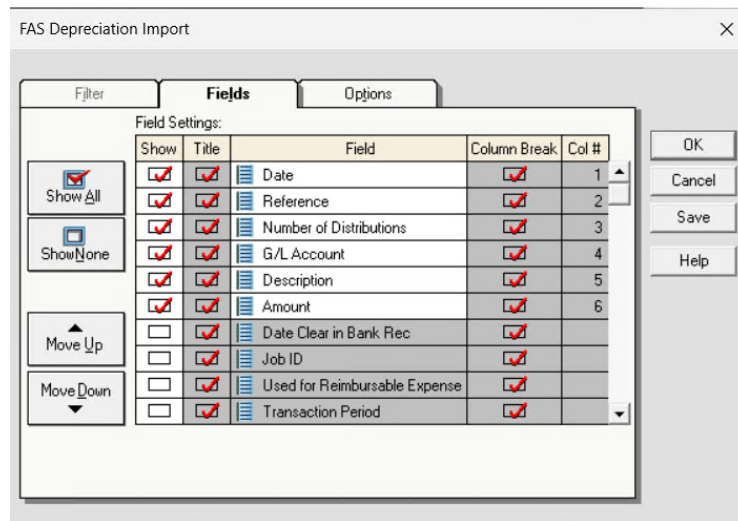 FAS Depreciation Import
Filter Fields Options
Field Settings:
Show Title Field Column Break Col #
Date 1
Reference 2
Number of Distributions 3
G/L Account 4
Description 5
Amount 6
Date Clear in Bank Rec
Job ID
Used for Reimbursable Expense
Transaction Period
Show All
ShowNone
Move Up
Move Down
OK
Cancel
Save
Help